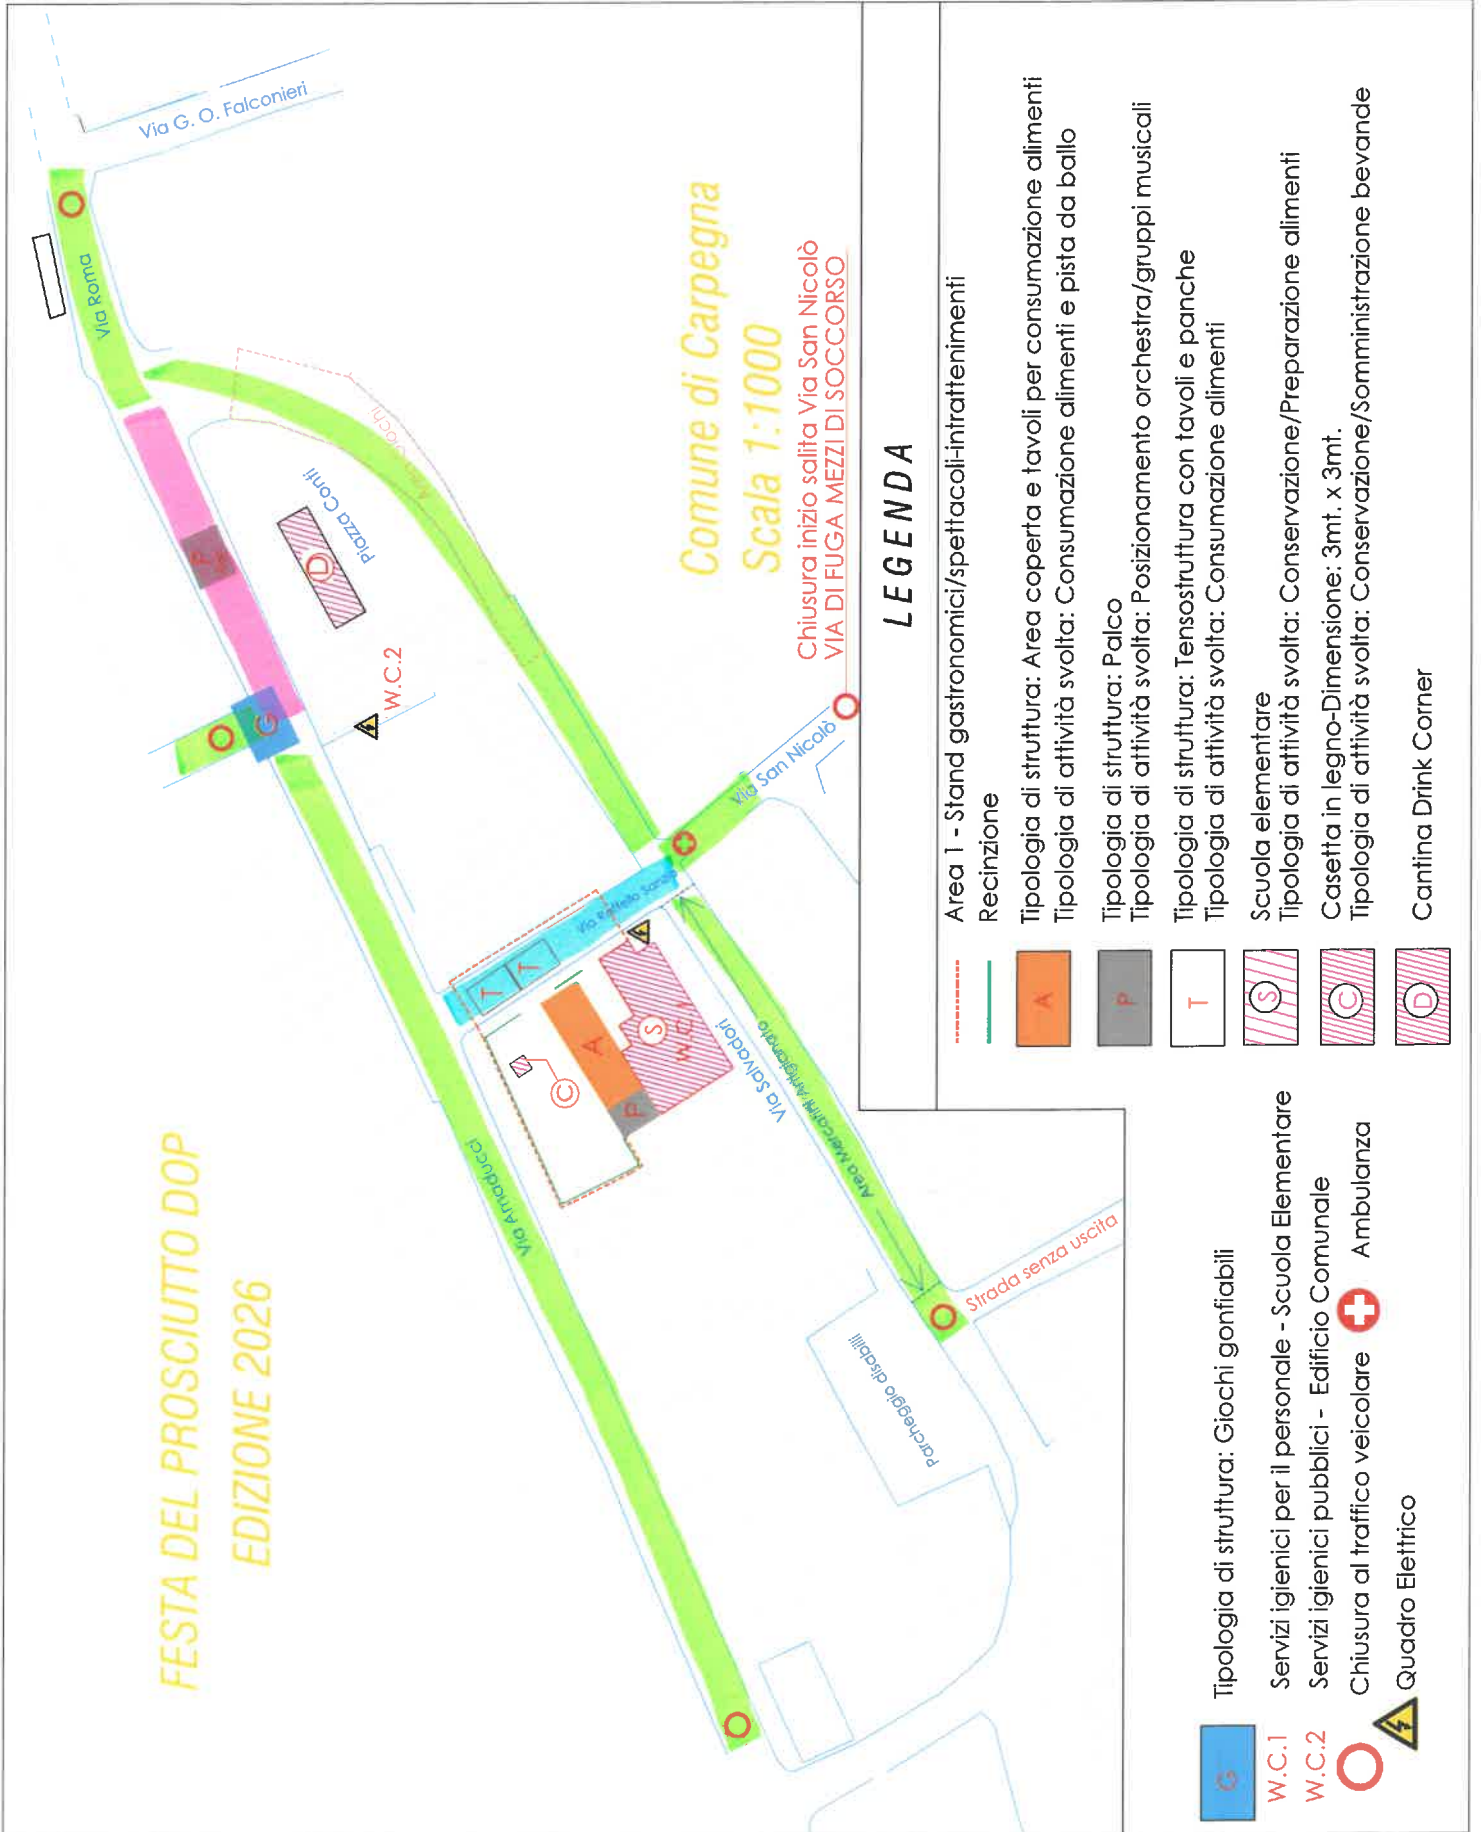 FESTA DEL PROSCIUTTO DOP
EDIZIONE 2026
Comune di Carpegna
Scala 1:1000
Chiusura inizio salita Via San Nicolò
VIA DI FUGA MEZZI DI SOCCORSO
Via G. O. Falconieri
Via Roma
Area Giochi
Piazza Conti
P
D
G
W.C.2
Via San Nicolò
Via Raffello Sanzio
T
T
A
S
W.C.1
C
P
Via Amaducci
Via Salvadori
Area Mercatini Artigianato
Strada senza uscita
Parcheggio disabili
LEGENDA
Area 1 - Stand gastronomici/spettacoli-intrattenimenti
Recinzione
A
Tipologia di struttura: Area coperta e tavoli per consumazione alimenti
Tipologia di attività svolta: Consumazione alimenti e pista da ballo
P
Tipologia di struttura: Palco
Tipologia di attività svolta: Posizionamento orchestra/gruppi musicali
T
Tipologia di struttura: Tensostruttura con tavoli e panche
Tipologia di attività svolta: Consumazione alimenti
S
Scuola elementare
Tipologia di attività svolta: Conservazione/Preparazione alimenti
C
Casetta in legno-Dimensione: 3mt. x 3mt.
Tipologia di attività svolta: Conservazione/Somministrazione bevande
D
Cantina Drink Corner
G
Tipologia di struttura: Giochi gonfiabili
W.C.1 Servizi igienici per il personale - Scuola Elementare
W.C.2 Servizi igienici pubblici - Edificio Comunale
Chiusura al traffico veicolare
Ambulanza
Quadro Elettrico